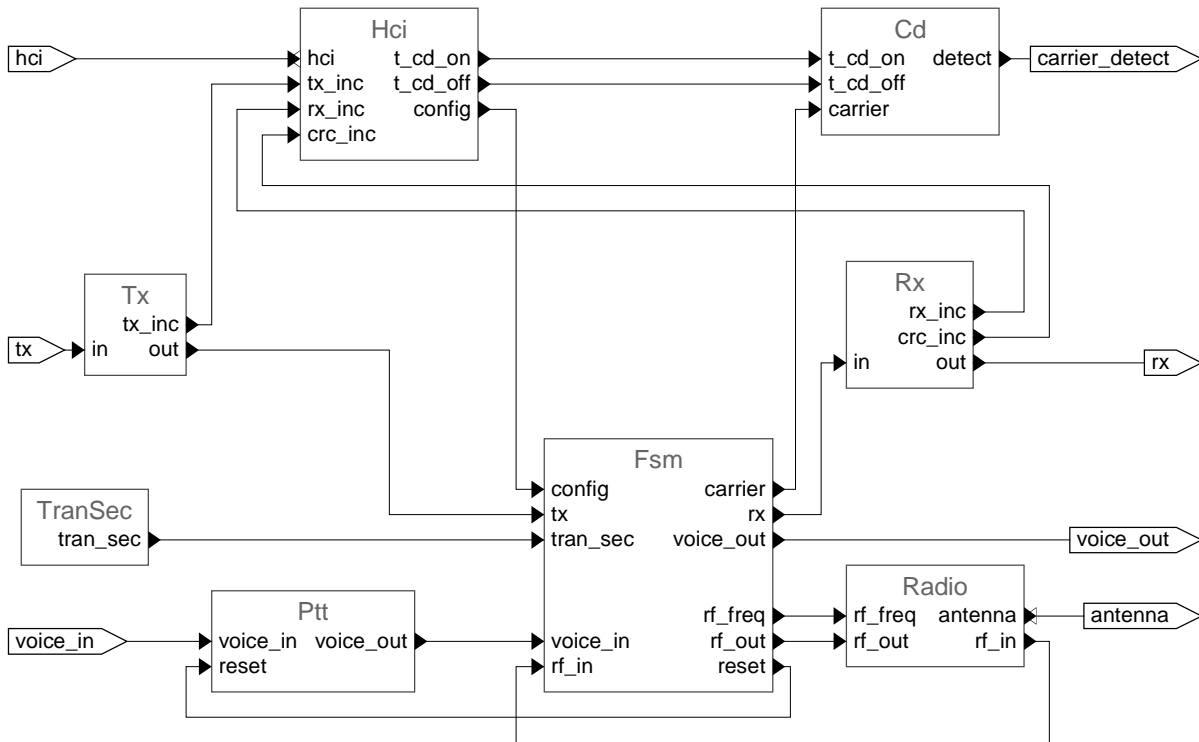 Hci
Cd
hci
hci
t_cd_on
t_cd_on
detect
carrier_detect
tx_inc
t_cd_off
t_cd_off
rx_inc
config
carrier
crc_inc
Tx
Rx
tx_inc
rx_inc
crc_inc
tx
in
out
in
out
rx
Fsm
config
carrier
TranSec
tx
rx
tran_sec
tran_sec
voice_out
voice_out
Ptt
Radio
rf_freq
rf_freq
antenna
antenna
voice_in
voice_in
voice_out
voice_in
rf_out
rf_out
rf_in
reset
rf_in
reset